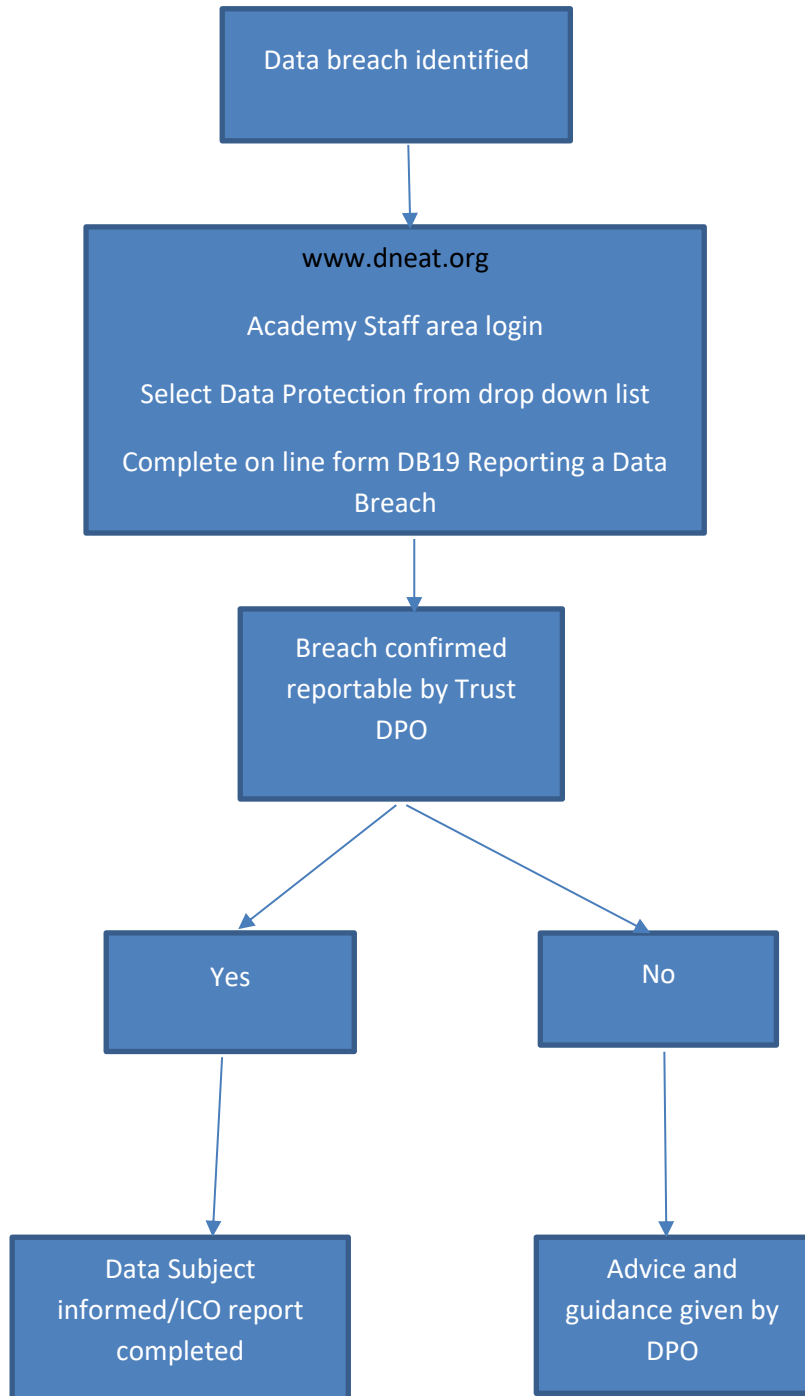 Data breach identified
www.dneat.org
Academy Staff area login
Select Data Protection from drop down list
Complete on line form DB19 Reporting a Data
Breach
Breach confirmed
reportable by Trust
DPO
Yes
No
Data Subject
informed/ICO report
completed
Advice and
guidance given by
DPO